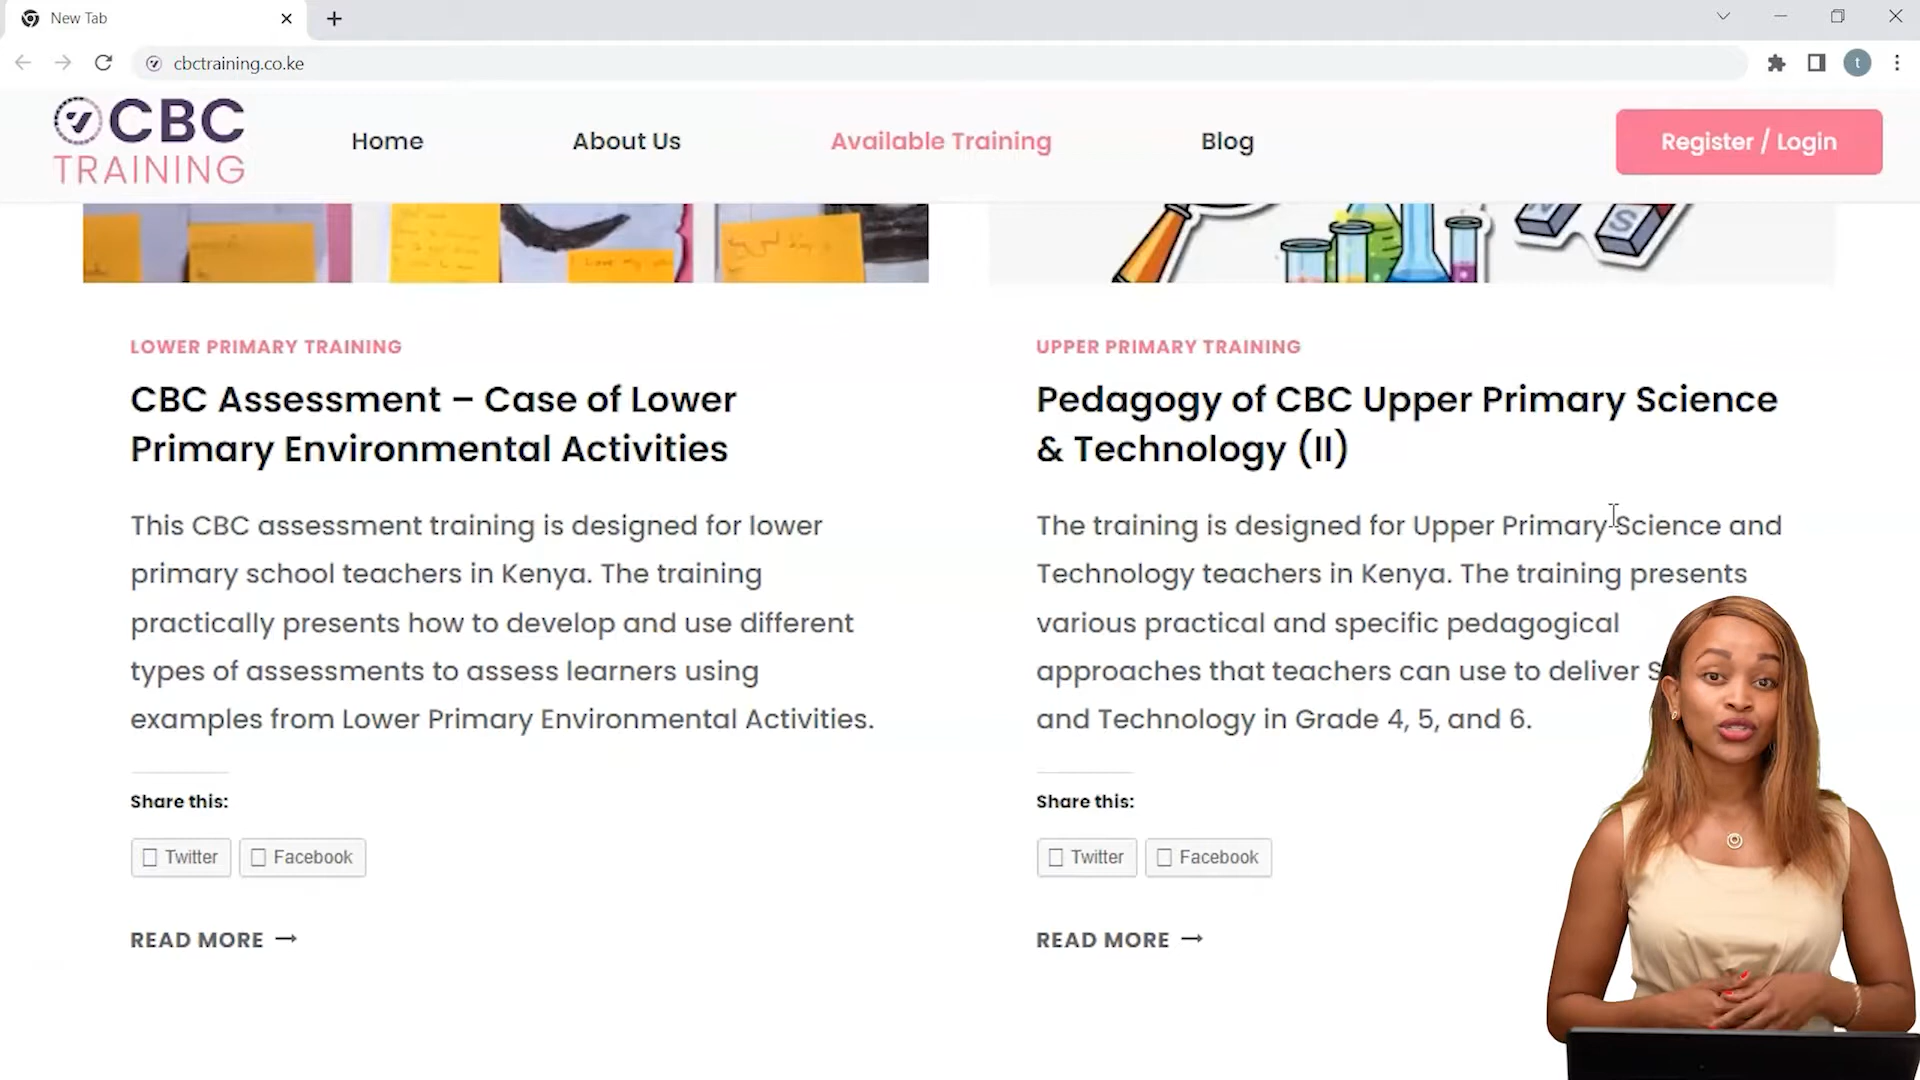 New Tab
cbctraining.co.ke
CBC
TRAINING
Home
About Us
Available Training
Blog
Register / Login
t
S
LOWER PRIMARY TRAINING
CBC Assessment – Case of Lower
Primary Environmental Activities
This CBC assessment training is designed for lower
primary school teachers in Kenya. The training
practically presents how to develop and use different
types of assessments to assess learners using
examples from Lower Primary Environmental Activities.
Share this:
Twitter
Facebook
READ MORE →
UPPER PRIMARY TRAINING
Pedagogy of CBC Upper Primary Science
& Technology (II)
The training is designed for Upper Primary Science and
Technology teachers in Kenya. The training presents
various practical and specific pedagogical
approaches that teachers can use to deliver S
and Technology in Grade 4, 5, and 6.
Share this:
Twitter
Facebook
READ MORE →